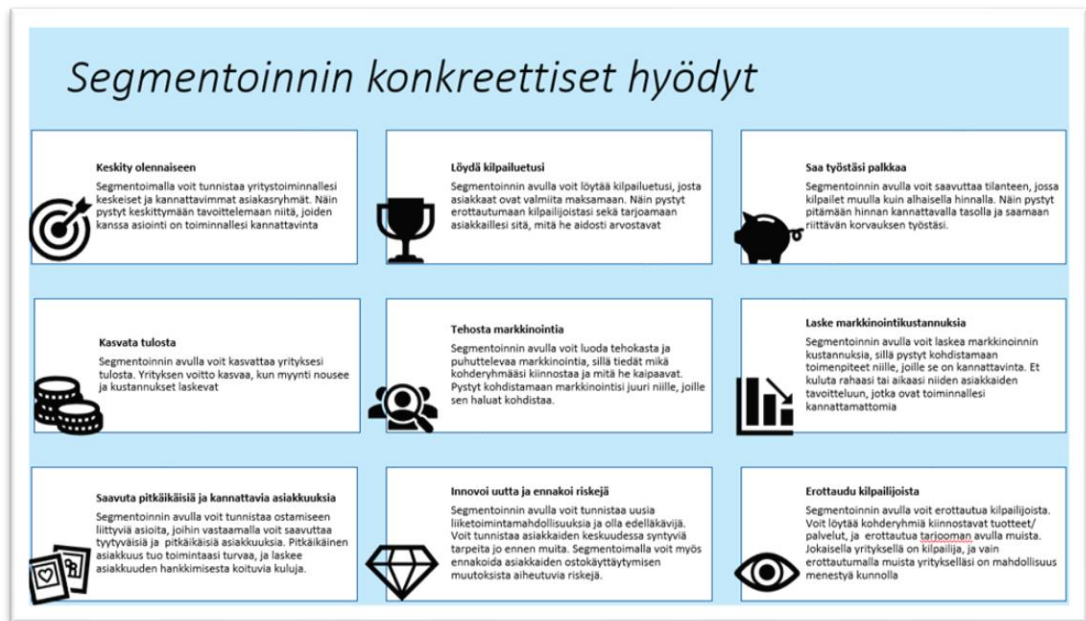 Segmentoinnin konkreettiset hyödyt
Keskity olennaiseen
Segmentoimalla voit tunnistaa yritystoiminnallesi
keskeiset ja kannattavimmat asiakasryhmät. Näin
pystyt keskittymään tavoittelemaan niitä, joiden
kanssa asiointi on toiminnallesi kannattavinta
Löydä kilpailuetusi
Segmentoinnin avulla voit löytää kilpailuetusi, josta
asiakkaat ovat valmiita maksamaan. Näin pystyt
erottautumaan kilpailijoistasi sekä tarjoamaan
asiakkaillesi sitä, mitä he aidosti arvostavat
Saa työstäsi palkkaa
Segmentoinnin avulla voit saavuttaa tilanteen, jossa
kilpailet muulla kuin alhaisella hinnalla. Näin pystyt
pitämään hinnan kannattavalla tasolla ja saamaan
riittävän korvauksen työstäsi.
Kasvata tulosta
Segmentoinnin avulla voit kasvattaa yrityksesi
tulosta. Yrityksen voitto kasvaa, kun myynti nousee
ja kustannukset laskevat
Tehosta markkinointia
Segmentoinnin avulla voit luoda tehokasta ja
puhuttelevaa markkinointia, sillä tiedät mikä
kohderyhmääsi kiinnostaa ja mitä he kaipaavat.
Pystyt kohdistamaan markkinointisi juuri niille, joille
sen haluat kohdistaa.
Laske markkinointikustannuksia
Segmentoinnin avulla voit laskea markkinoinnin
kustannuksia, sillä pystyt kohdistamaan
toimenpiteet niille, joille se on kannattavinta. Et
kuluta rahaasi tai aikaasi niiden asiakkaiden
tavoitteluun, jotka ovat toiminnallesi
kannattamattomia
Saavuta pitkäikäisiä ja kannattavia asiakkuuksia
Segmentoinnin avulla voit tunnistaa ostamiseen
liittyviä asioita, joihin vastaamalla voit saavuttaa
tyytyväisiä ja pitkäikäisiä asiakkuuksia. Pitkäikäinen
asiakkuus tuo toimintaasi turvaa, ja laskee
asiakkuuden hankkimisesta koituvia kuluja.
Innovoi uutta ja ennakoi riskejä
Segmentoinnin avulla voit tunnistaa uusia
liiketoimintamahdollisuuksia ja olla edelläkävijä.
Voit tunnistaa asiakkaiden keskuudessa syntyviä
tarpeita jo ennen muita. Segmentoimalla voit myös
ennakoida asiakkaiden ostokäyttäytymisen
muutoksista aiheutuvia riskejä.
Erottaudu kilpailijoista
Segmentoinnin avulla voit erottautua kilpailijoista.
Voit löytää kohderyhmiä kiinnostavat tuotteet/
palvelut, ja erottautua tarjooman avulla muista.
Jokaisella yrityksellä on kilpailija, ja vain
erottautumalla muista yritykselläsi on mahdollisuus
menestyä kunnolla